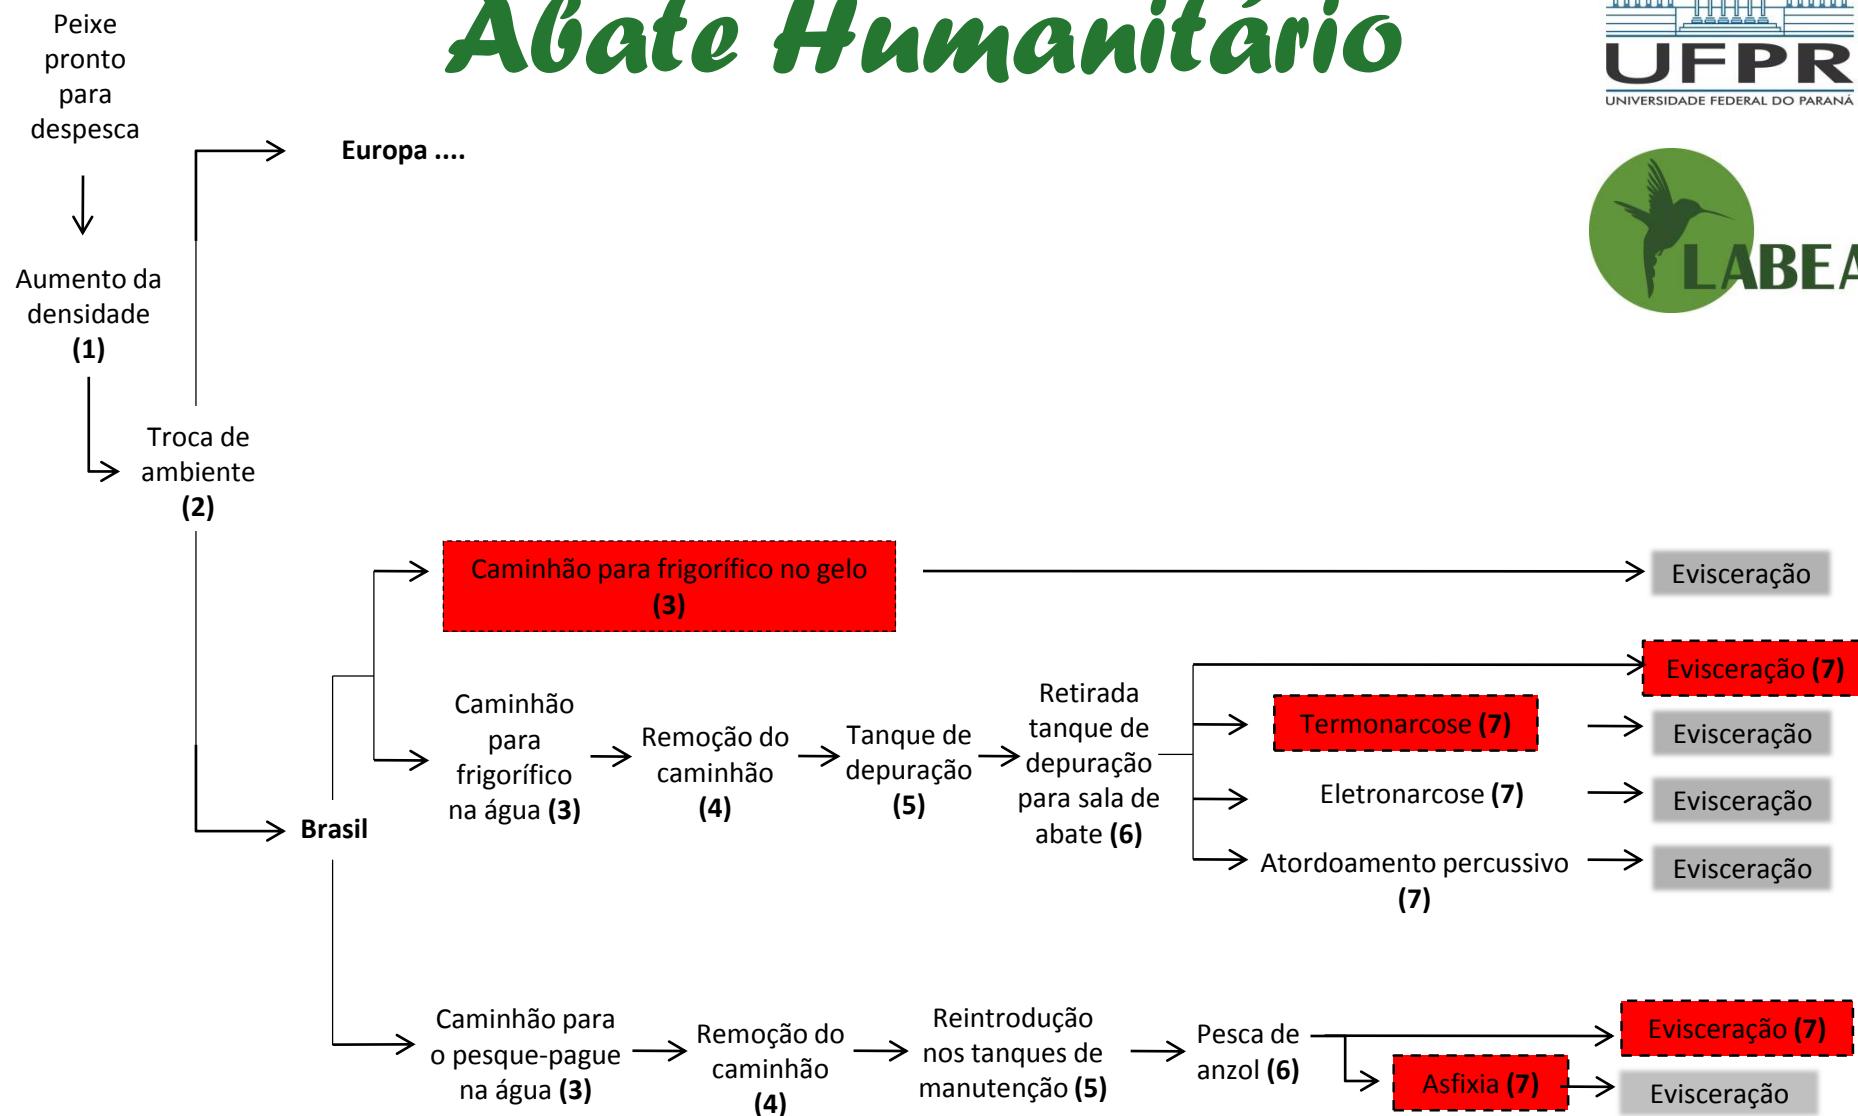 Abate Humanitário
UFPR
UNIVERSIDADE FEDERAL DO PARANÁ
LABEA
Peixe
pronto
para
despesca
Aumento da
densidade
(1)
Troca de
ambiente
(2)
Europa ....
Brasil
Caminhão para frigorífico no gelo
(3)
Evisceração
Caminhão
para
frigorífico
na água (3)
Remoção do
caminhão
(4)
Tanque de
depuração
(5)
Retirada
tanque de
depuração
para sala de
abate (6)
Evisceração (7)
Termonarcose (7)
Evisceração
Eletronarcose (7)
Evisceração
Atordoamento percussivo
(7)
Evisceração
Caminhão para
o pesque-pague
na água (3)
Remoção do
caminhão
(4)
Reintrodução
nos tanques de
manutenção (5)
Pesca de
anzol (6)
Evisceração (7)
Asfixia (7)
Evisceração